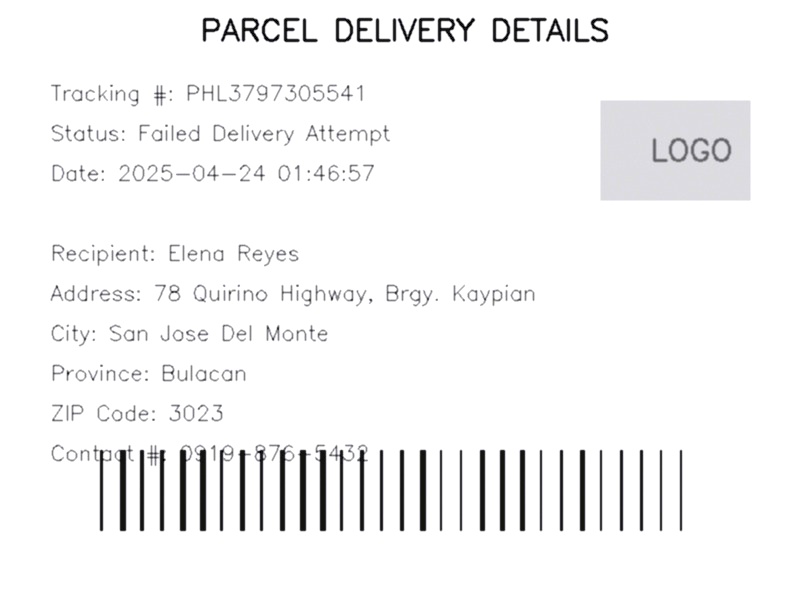 PARCEL DELIVERY DETAILS
Tracking #: PHL3797305541
Status: Failed Delivery Attempt
LOGO
Date: 2025-04-24 01:46:57
Recipient: Elena Reyes
Address: 78 Quirino Highway, Brgy. Kaypian
City: San Jose Del Monte
Province: Bulacan
ZIP Code: 3023
Contact #: 0919-876-5432